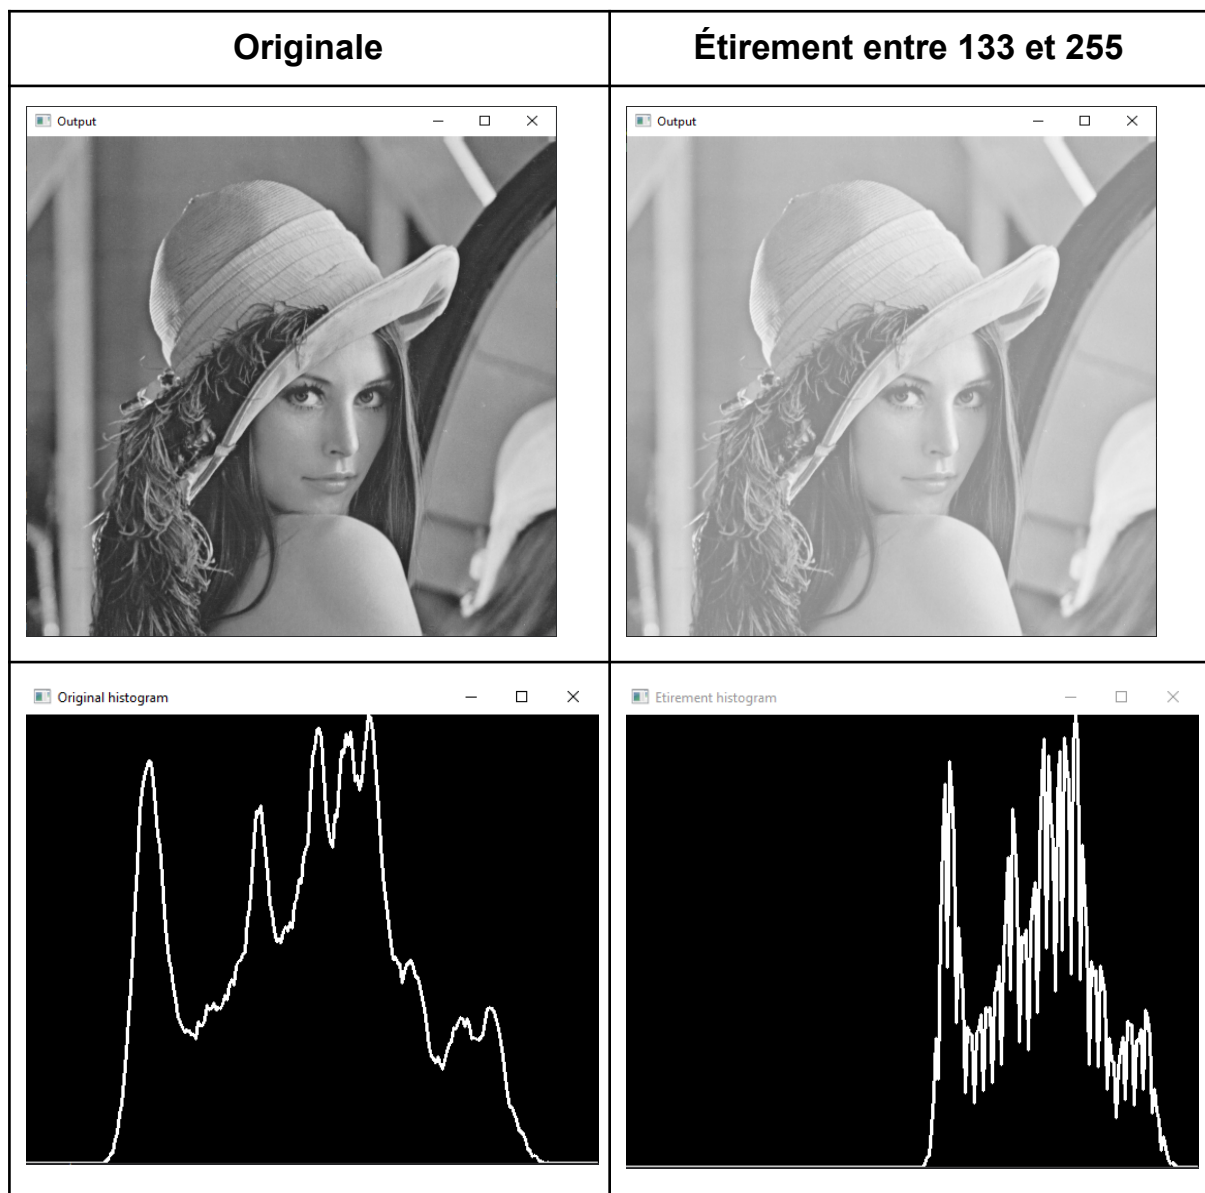 Originale
Étirement entre 133 et 255
Output
Output
Original histogram
Etirement histogram